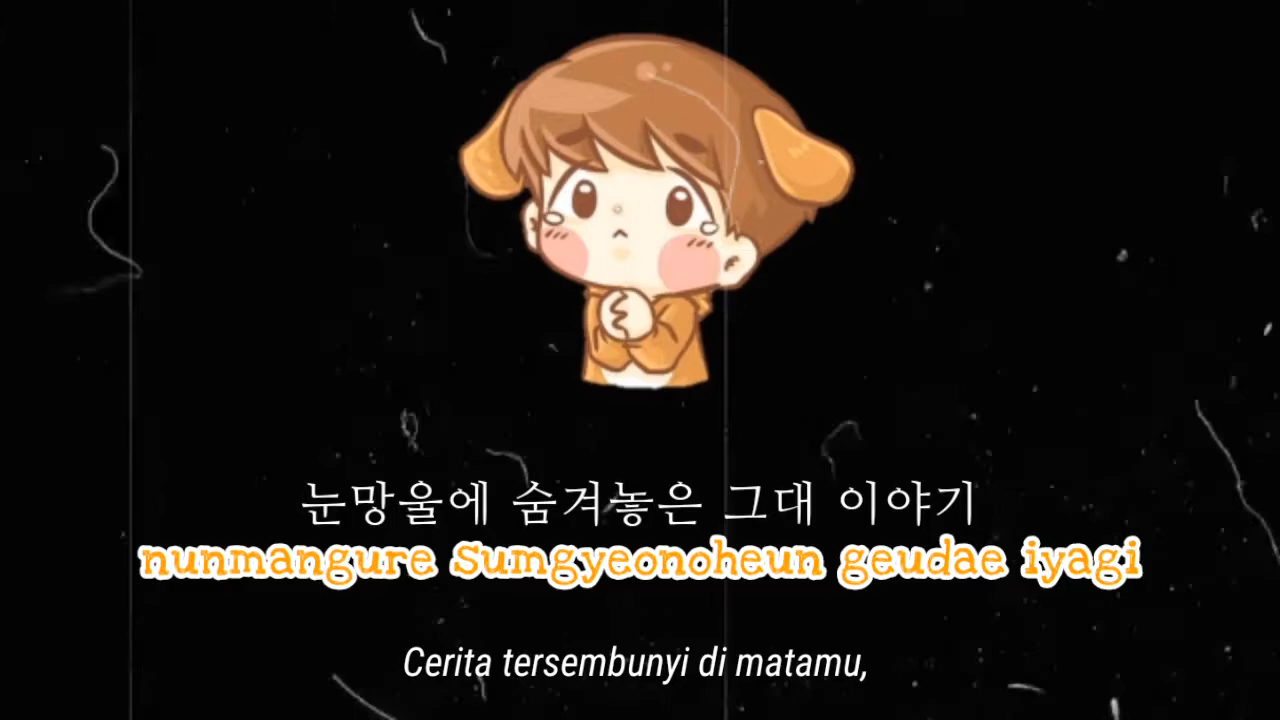 눈망울에 숨겨놓은 그대 이야기
nunmangure sumgyeonoheun geudae iyagi
Cerita tersembunyi di matamu,